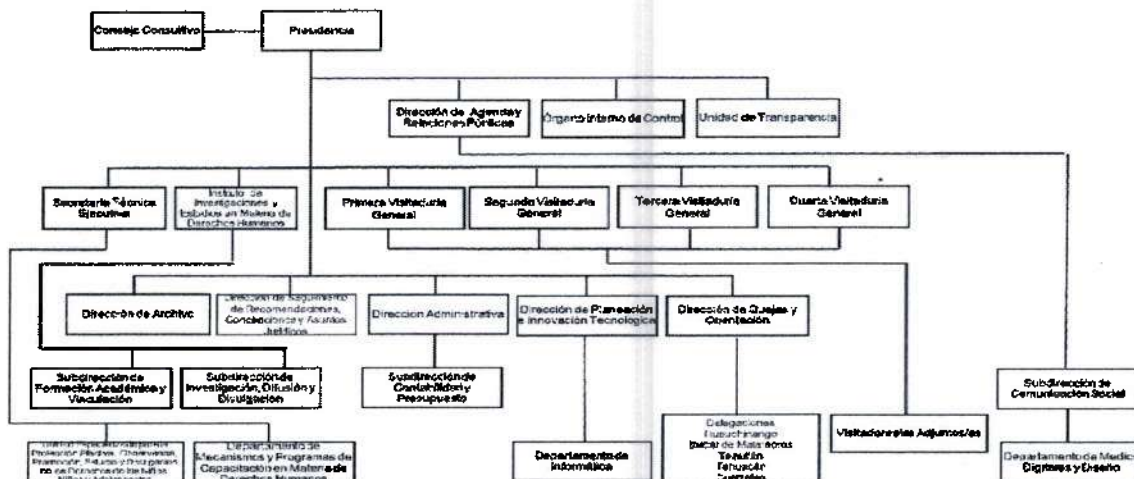 Consejo Consultivo
Presidencia
Dirección de Agenda y
Relaciones Públicas
Órgano Interno de Control
Unidad de Transparencia
Secretaría Técnica
Ejecutiva
Instituto de
Investigaciones y
Estudios en Materia de
Derechos Humanos
Primera Visitaduría
General
Segunda Visitaduría
General
Tercera Visitaduría
General
Cuarta Visitaduría
General
Dirección de Archivo
Dirección de Seguimiento
de Recomendaciones,
Conciliaciones y Asuntos
Jurídicos
Dirección Administrativa
Dirección de Planeación
e Innovación Tecnológica
Dirección de Quejas y
Orientación
Subdirección de
Formación Académica y
Vinculación
Subdirección de
Investigación, Difusión y
Divulgación
Subdirección de
Contabilidad y
Presupuesto
Subdirección de
Comunicación Social
Departamento de
Mecanismos y Programas de
Capacitación en Materia de
Derechos Humanos
Departamento de
Informática
Delegaciones
Huauchinango
Izúcar de Matamoros
Tehuacán
Visitadores/as Adjuntos/as
Departamento de Medios
Digitales y Diseño